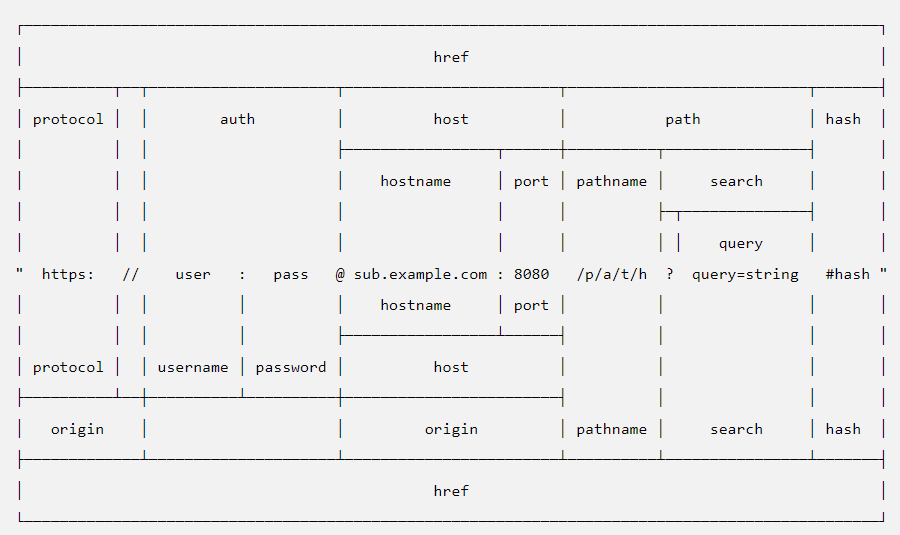 href
protocol auth host path hash
hostname port pathname search
query
" https: // user : pass @ sub.example.com : 8080 /p/a/t/h ? query=string #hash "
hostname port
protocol username password host
origin origin pathname search hash
href